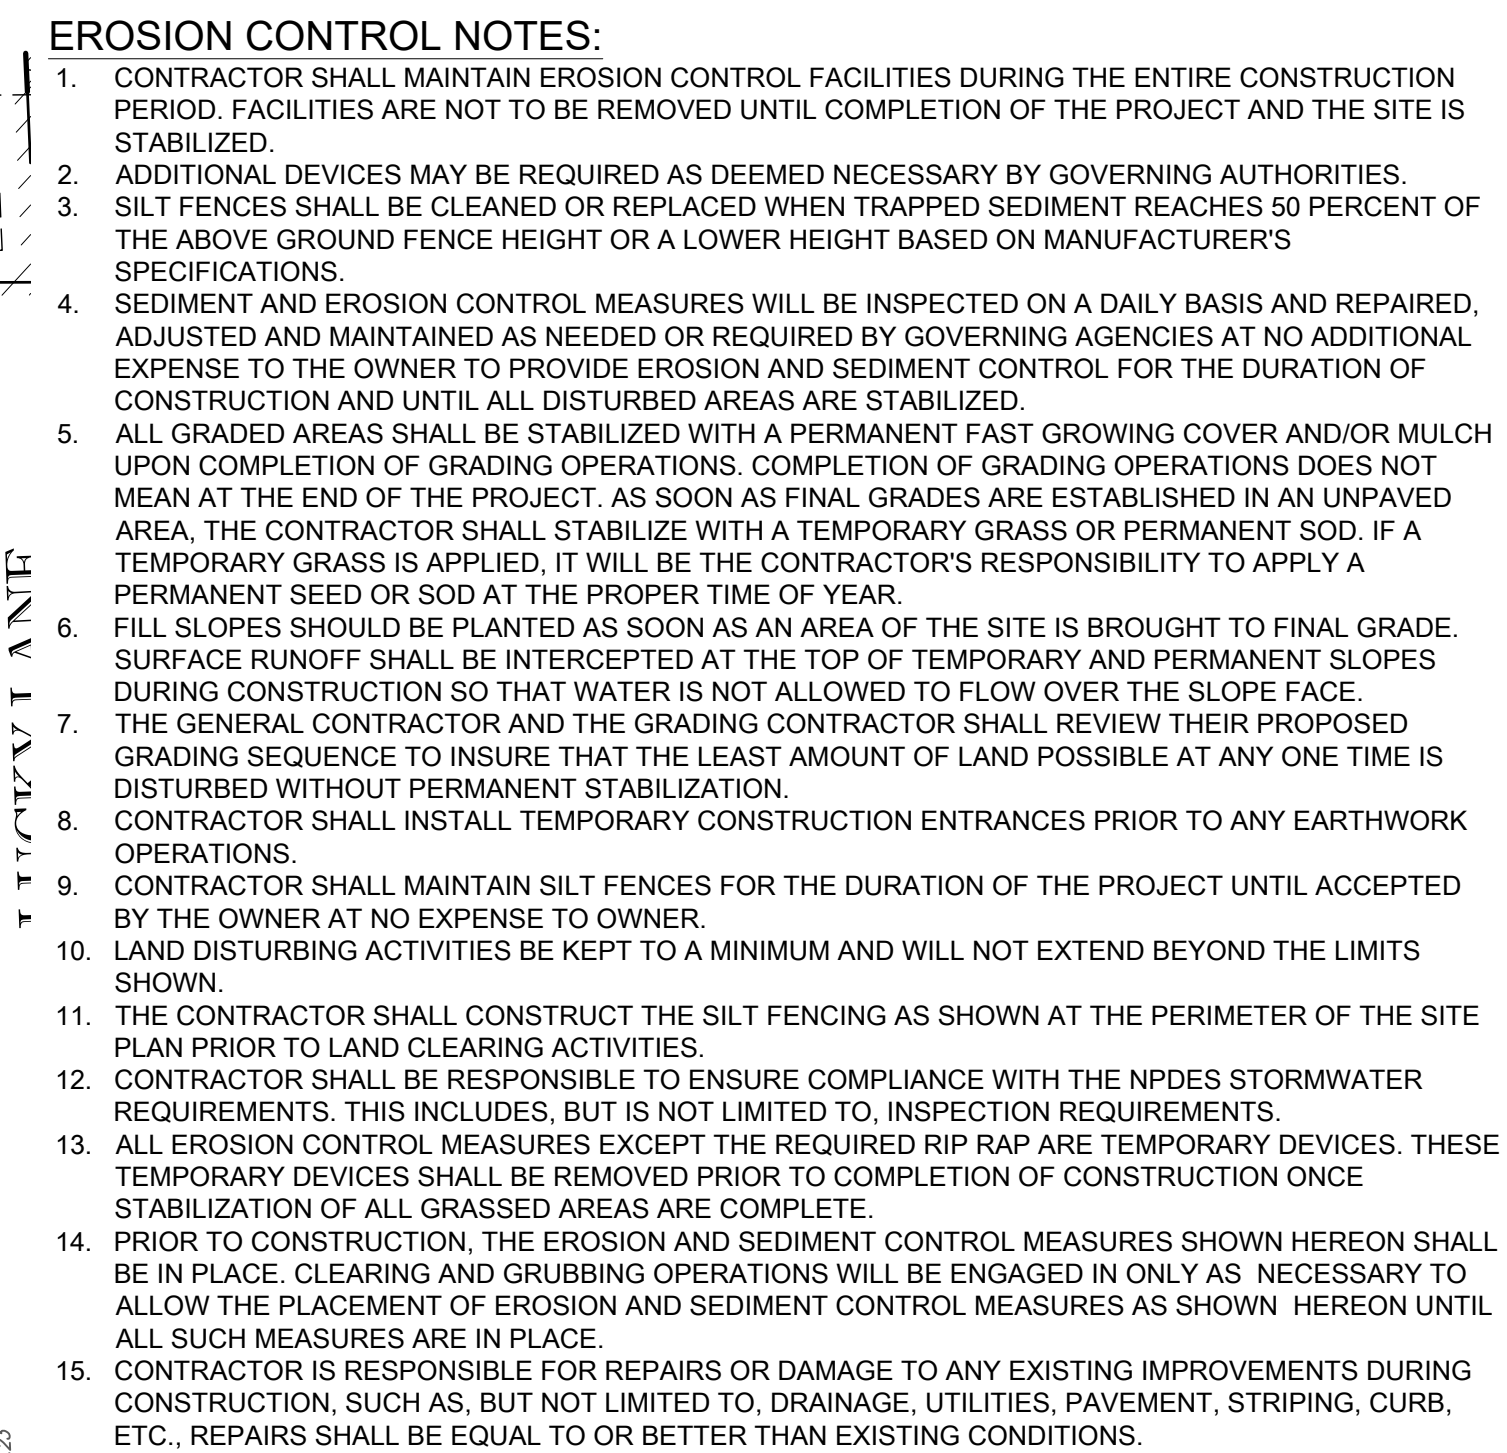 EROSION CONTROL NOTES:
1. CONTRACTOR SHALL MAINTAIN EROSION CONTROL FACILITIES DURING THE ENTIRE CONSTRUCTION
PERIOD. FACILITIES ARE NOT TO BE REMOVED UNTIL COMPLETION OF THE PROJECT AND THE SITE IS
STABILIZED.
2. ADDITIONAL DEVICES MAY BE REQUIRED AS DEEMED NECESSARY BY GOVERNING AUTHORITIES.
3. SILT FENCES SHALL BE CLEANED OR REPLACED WHEN TRAPPED SEDIMENT REACHES 50 PERCENT OF
THE ABOVE GROUND FENCE HEIGHT OR A LOWER HEIGHT BASED ON MANUFACTURER'S
SPECIFICATIONS.
4. SEDIMENT AND EROSION CONTROL MEASURES WILL BE INSPECTED ON A DAILY BASIS AND REPAIRED,
ADJUSTED AND MAINTAINED AS NEEDED OR REQUIRED BY GOVERNING AGENCIES AT NO ADDITIONAL
EXPENSE TO THE OWNER TO PROVIDE EROSION AND SEDIMENT CONTROL FOR THE DURATION OF
CONSTRUCTION AND UNTIL ALL DISTURBED AREAS ARE STABILIZED.
5. ALL GRADED AREAS SHALL BE STABILIZED WITH A PERMANENT FAST GROWING COVER AND/OR MULCH
UPON COMPLETION OF GRADING OPERATIONS. COMPLETION OF GRADING OPERATIONS DOES NOT
MEAN AT THE END OF THE PROJECT. AS SOON AS FINAL GRADES ARE ESTABLISHED IN AN UNPAVED
AREA, THE CONTRACTOR SHALL STABILIZE WITH A TEMPORARY GRASS OR PERMANENT SOD. IF A
TEMPORARY GRASS IS APPLIED, IT WILL BE THE CONTRACTOR'S RESPONSIBILITY TO APPLY A
PERMANENT SEED OR SOD AT THE PROPER TIME OF YEAR.
6. FILL SLOPES SHOULD BE PLANTED AS SOON AS AN AREA OF THE SITE IS BROUGHT TO FINAL GRADE.
SURFACE RUNOFF SHALL BE INTERCEPTED AT THE TOP OF TEMPORARY AND PERMANENT SLOPES
DURING CONSTRUCTION SO THAT WATER IS NOT ALLOWED TO FLOW OVER THE SLOPE FACE.
7. THE GENERAL CONTRACTOR AND THE GRADING CONTRACTOR SHALL REVIEW THEIR PROPOSED
GRADING SEQUENCE TO INSURE THAT THE LEAST AMOUNT OF LAND POSSIBLE AT ANY ONE TIME IS
DISTURBED WITHOUT PERMANENT STABILIZATION.
8. CONTRACTOR SHALL INSTALL TEMPORARY CONSTRUCTION ENTRANCES PRIOR TO ANY EARTHWORK
OPERATIONS.
9. CONTRACTOR SHALL MAINTAIN SILT FENCES FOR THE DURATION OF THE PROJECT UNTIL ACCEPTED
BY THE OWNER AT NO EXPENSE TO OWNER.
10. LAND DISTURBING ACTIVITIES BE KEPT TO A MINIMUM AND WILL NOT EXTEND BEYOND THE LIMITS
SHOWN.
11. THE CONTRACTOR SHALL CONSTRUCT THE SILT FENCING AS SHOWN AT THE PERIMETER OF THE SITE
PLAN PRIOR TO LAND CLEARING ACTIVITIES.
12. CONTRACTOR SHALL BE RESPONSIBLE TO ENSURE COMPLIANCE WITH THE NPDES STORMWATER
REQUIREMENTS. THIS INCLUDES, BUT IS NOT LIMITED TO, INSPECTION REQUIREMENTS.
13. ALL EROSION CONTROL MEASURES EXCEPT THE REQUIRED RIP RAP ARE TEMPORARY DEVICES. THESE
TEMPORARY DEVICES SHALL BE REMOVED PRIOR TO COMPLETION OF CONSTRUCTION ONCE
STABILIZATION OF ALL GRASSED AREAS ARE COMPLETE.
14. PRIOR TO CONSTRUCTION, THE EROSION AND SEDIMENT CONTROL MEASURES SHOWN HEREON SHALL
BE IN PLACE. CLEARING AND GRUBBING OPERATIONS WILL BE ENGAGED IN ONLY AS NECESSARY TO
ALLOW THE PLACEMENT OF EROSION AND SEDIMENT CONTROL MEASURES AS SHOWN HEREON UNTIL
ALL SUCH MEASURES ARE IN PLACE.
15. CONTRACTOR IS RESPONSIBLE FOR REPAIRS OR DAMAGE TO ANY EXISTING IMPROVEMENTS DURING
CONSTRUCTION, SUCH AS, BUT NOT LIMITED TO, DRAINAGE, UTILITIES, PAVEMENT, STRIPING, CURB,
ETC., REPAIRS SHALL BE EQUAL TO OR BETTER THAN EXISTING CONDITIONS.